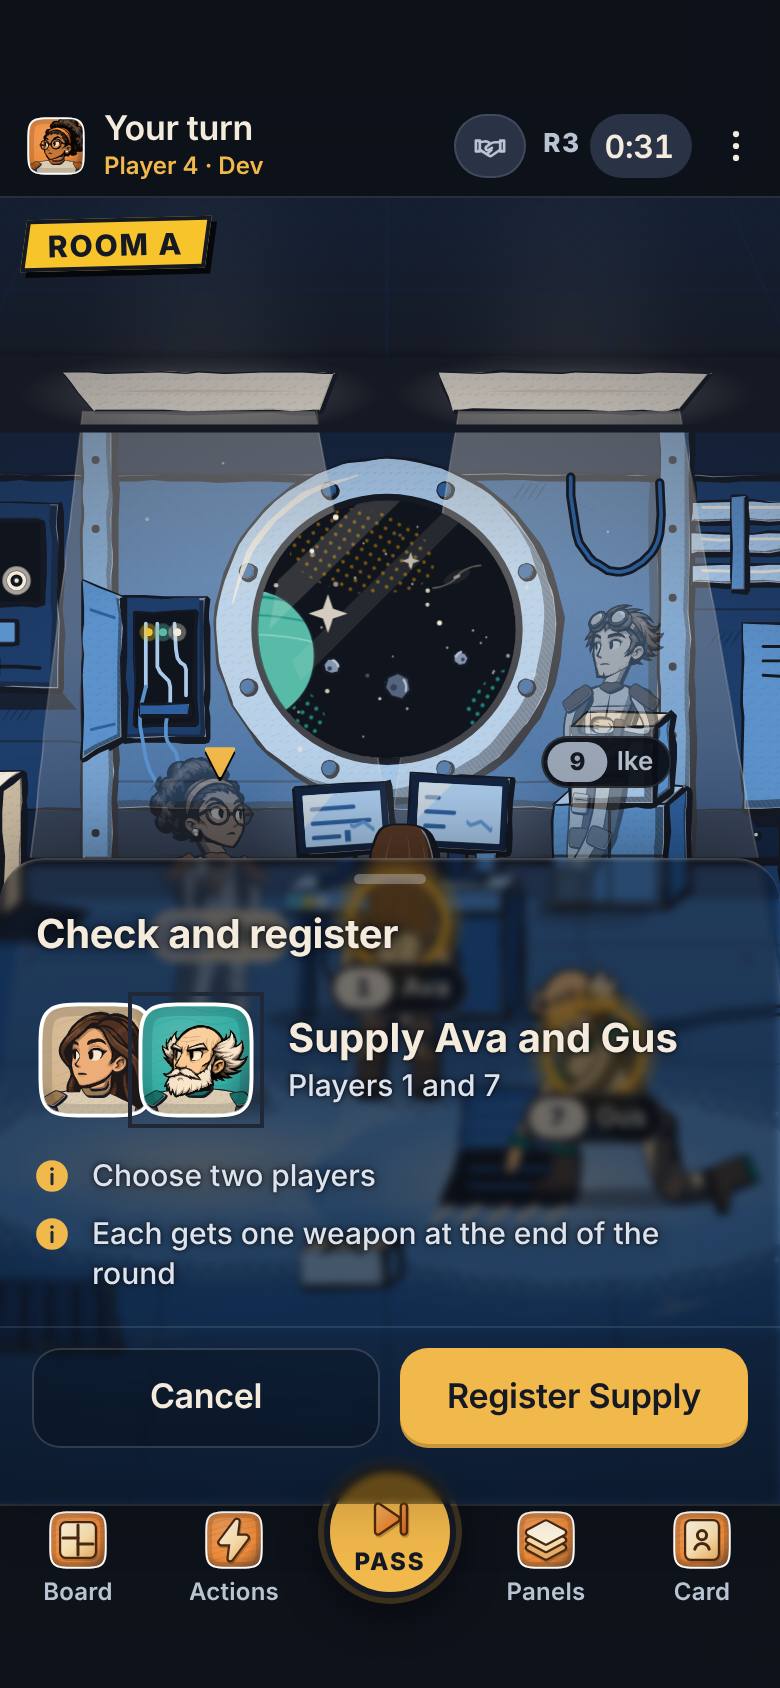 Your turn
Player 4 · Dev
R3
0:31
ROOM A
9 Ike
Check and register
Supply Ava and Gus
Players 1 and 7
Choose two players
Each gets one weapon at the end of the
round
Cancel
Register Supply
PASS
Board
Actions
Panels
Card